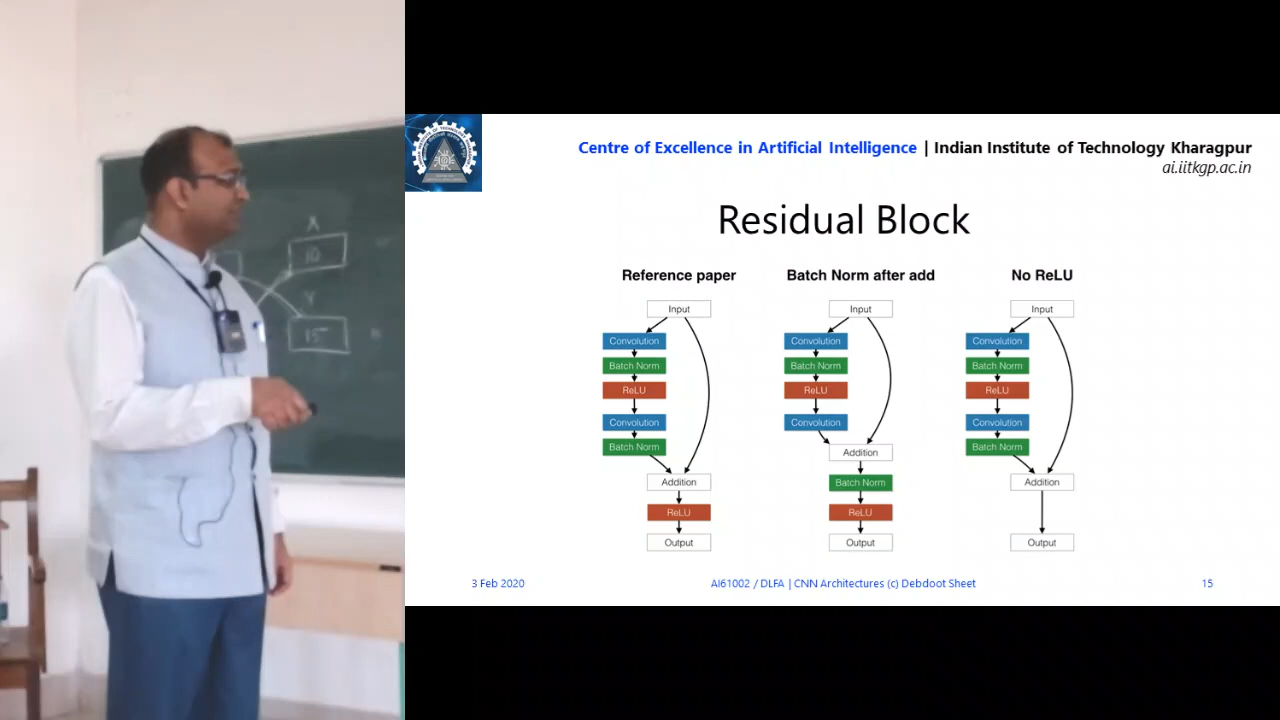 X
10
Y
15
Centre of Excellence in Artificial Intelligence | Indian Institute of Technology Kharagpur
ai.iitkgp.ac.in
Residual Block
Reference paper
Input
Convolution
Batch Norm
ReLU
Convolution
Batch Norm
Addition
ReLU
Output
Batch Norm after add
Input
Convolution
Batch Norm
ReLU
Convolution
Addition
Batch Norm
ReLU
Output
No ReLU
Input
Convolution
Batch Norm
ReLU
Convolution
Batch Norm
Addition
Output
3 Feb 2020
AI61002 / DLFA | CNN Architectures (c) Debdoot Sheet
15